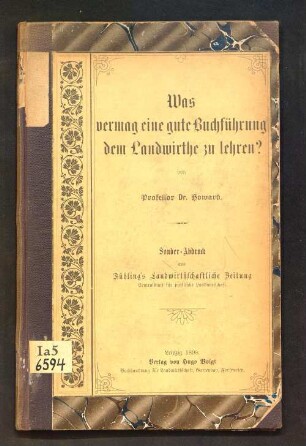 Was
vermag eine gute Buchführung
dem Landwirthe zu lehren?
von
Professor Dr. Howard.
Sonder-Abdruck
aus
Fühling's Landwirthschaftliche Zeitung
Leipzig
Verlag von Hugo Voigt
Ia5
6594